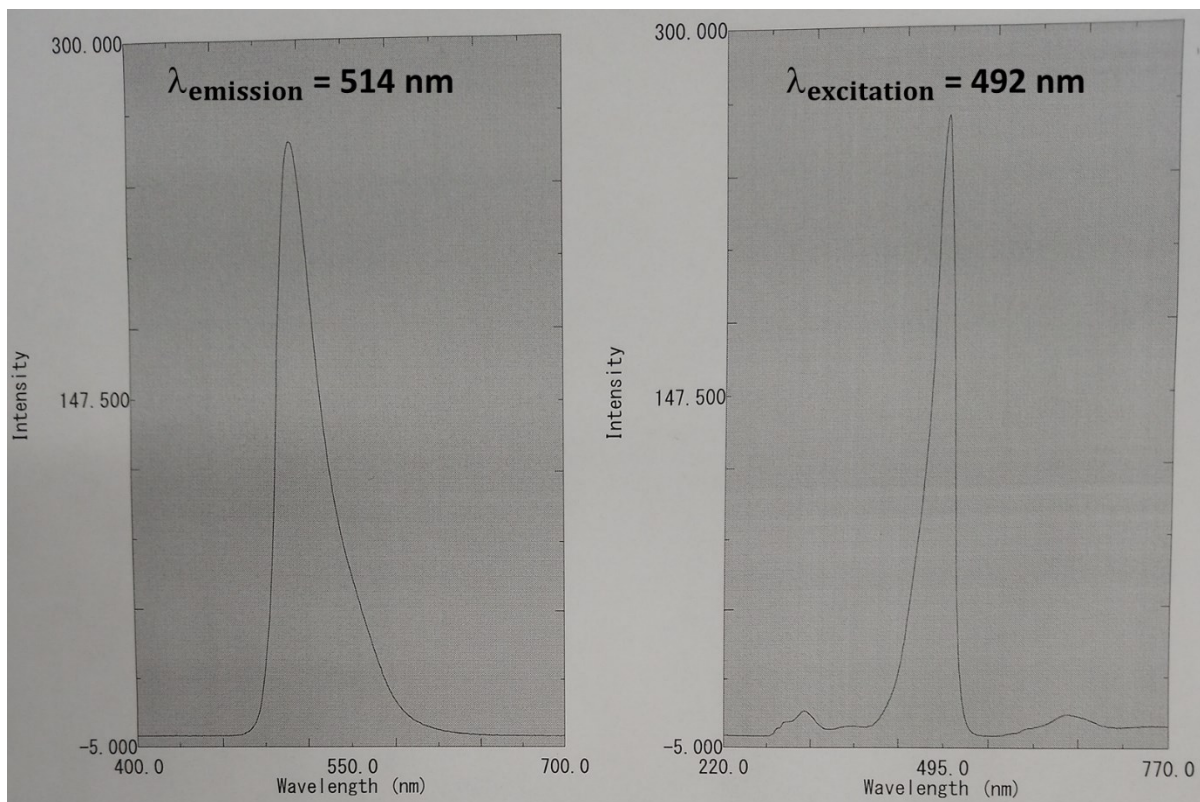 300.000
λemission = 514 nm
Intensity
147.500
-5.000
400.0
550.0
700.0
Wavelength (nm)
300.000
λexcitation = 492 nm
Intensity
147.500
-5.000
220.0
495.0
770.0
Wavelength (nm)